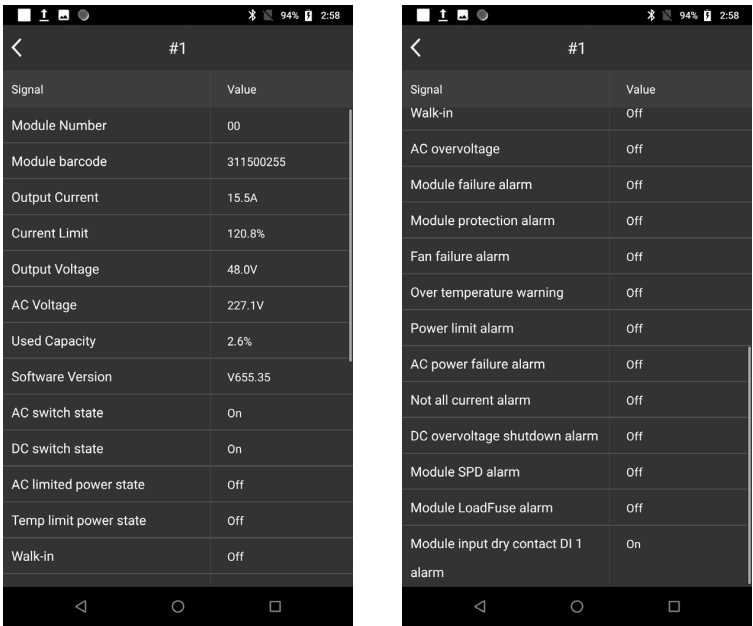 94% 2:58
#1
Signal Value
Module Number 00
Module barcode 311500255
Output Current 15.5A
Current Limit 120.8%
Output Voltage 48.0V
AC Voltage 227.1V
Used Capacity 2.6%
Software Version V655.35
AC switch state On
DC switch state On
AC limited power state Off
Temp limit power state Off
Walk-in Off
94% 2:58
#1
Signal Value
Walk-in Off
AC overvoltage Off
Module failure alarm Off
Module protection alarm Off
Fan failure alarm Off
Over temperature warning Off
Power limit alarm Off
AC power failure alarm Off
Not all current alarm Off
DC overvoltage shutdown alarm Off
Module SPD alarm Off
Module LoadFuse alarm Off
Module input dry contact DI 1 On
alarm